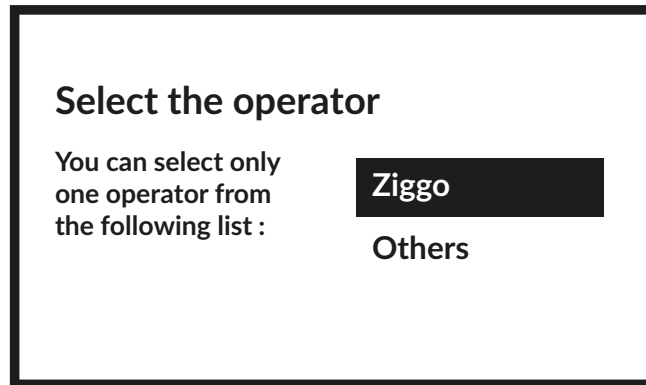 Select the operator
You can select only
one operator from
the following list :
Ziggo
Others